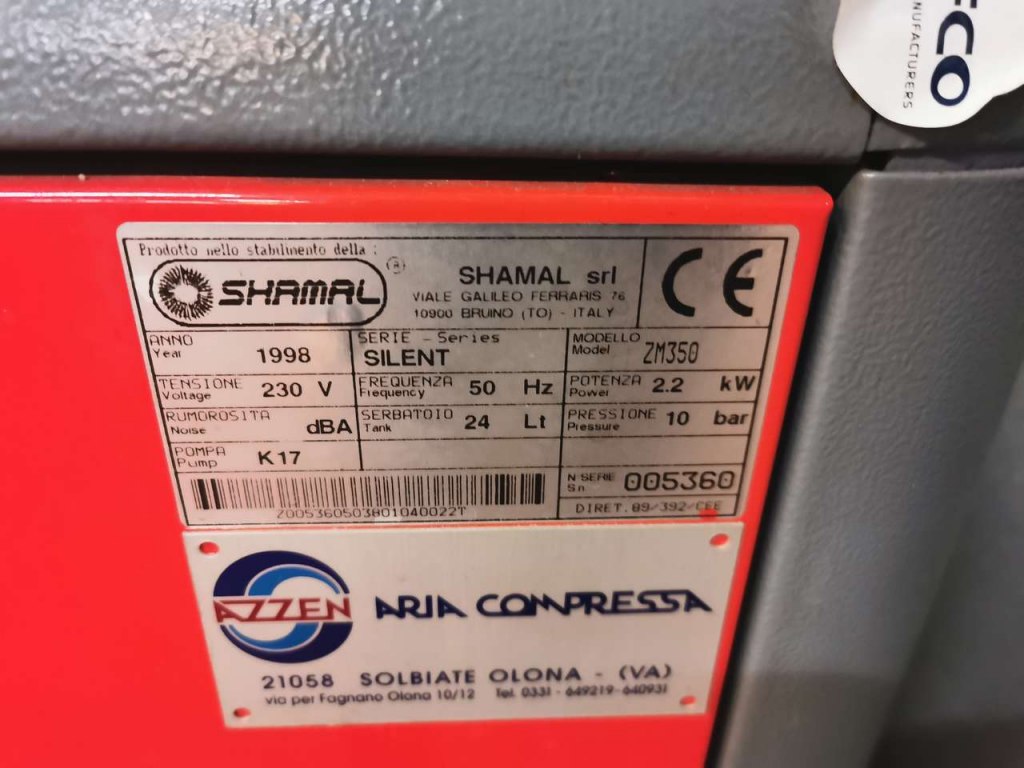 CO
NUFACTURERS
Prodotto nello stabilimento della :
SHAMAL ®
SHAMAL srl
VIALE GALILEO FERRARIS 76
10900 BRUINO (TO) - ITALY
CE
ANNO
Year 1998
SERIE - Series
SILENT
MODELLO
Model ZM350
TENSIONE
Voltage 230 V
FREQUENZA
Frequency 50 Hz
POTENZA
Power 2.2 kW
RUMOROSITA
Noise dBA
SERBATOIO
Tank 24 Lt
PRESSIONE
Pressure 10 bar
POMPA
Pump K17
N SERIE
Sn 005360
Z005360503801040022T
DIRET. 89/392/CEE
AZZEN ARIA COMPRESSA
21058 SOLBIATE OLONA - (VA)
via per Fagnano Olona 10/12 Tel. 0331 - 649219-640931